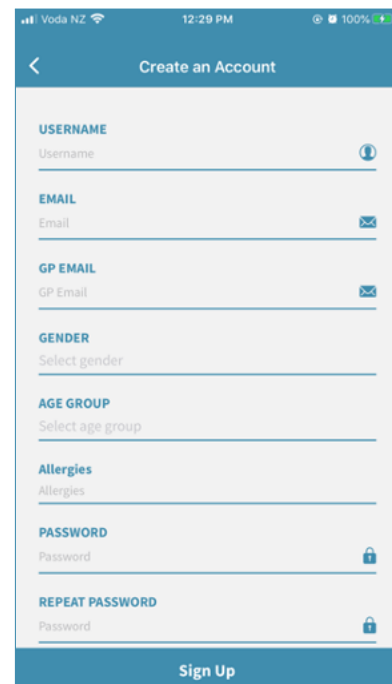 Voda NZ 12:29 PM 100%
Create an Account
USERNAME
Username
EMAIL
Email
GP EMAIL
GP Email
GENDER
Select gender
AGE GROUP
Select age group
Allergies
Allergies
PASSWORD
Password
REPEAT PASSWORD
Password
Sign Up